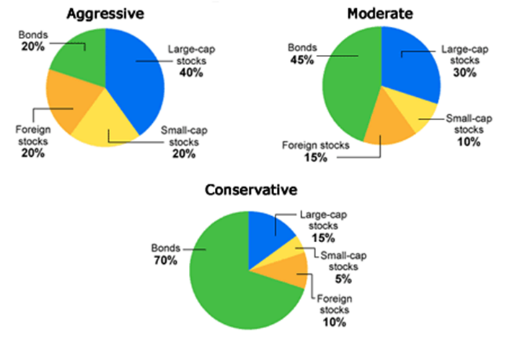 Aggressive
Bonds
20%
Large-cap
stocks
40%
Foreign
stocks
20%
Small-cap
stocks
20%
Moderate
Bonds
45%
Large-cap
stocks
30%
Small-cap
stocks
10%
Foreign stocks
15%
Conservative
Bonds
70%
Large-cap
stocks
15%
Small-cap
stocks
5%
Foreign
stocks
10%